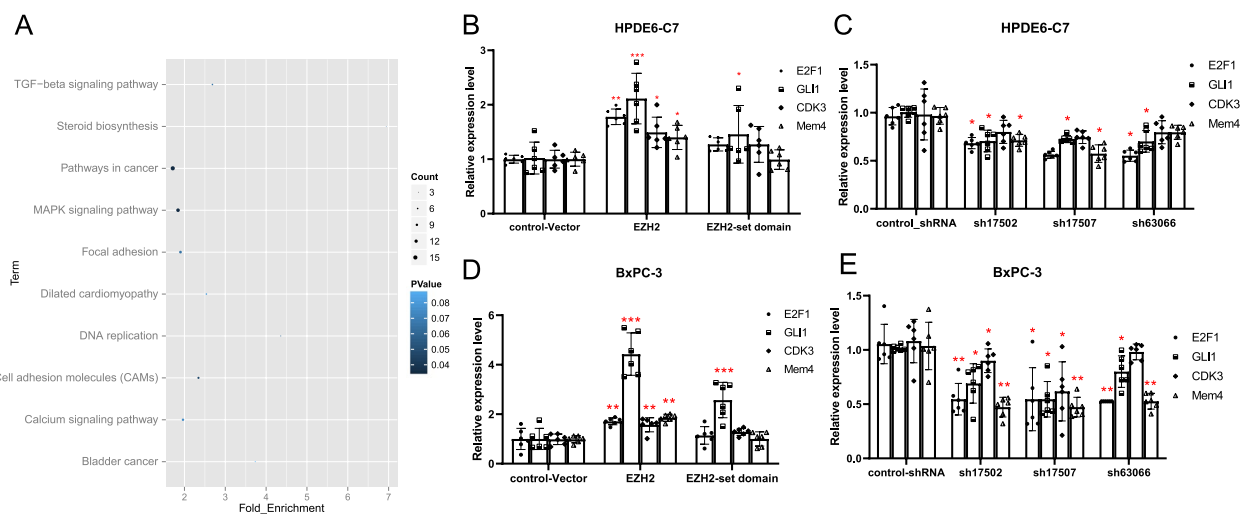 A
TGF-beta signaling pathway
Steroid biosynthesis
Pathways in cancer
MAPK signaling pathway
Focal adhesion
Dilated cardiomyopathy
DNA replication
Cell adhesion molecules (CAMs)
Calcium signaling pathway
Bladder cancer
Term
2 3 4 5 6 7
Fold_Enrichment
Count
3
6
9
12
15
PValue
0.08
0.07
0.06
0.05
0.04
B
HPDE6-C7
Relative expression level
3
2
1
0
** *** * * *
control-Vector EZH2 EZH2-set domain
E2F1
GLI1
CDK3
Mem4
C
HPDE6-C7
Relative expression level
1.5
1.0
0.5
0.0
* * * * * * *
control_shRNA sh17502 sh17507 sh63066
E2F1
GLI1
CDK3
Mem4
D
BxPC-3
Relative expression level
6
4
2
0
** *** ** ** ***
control-Vector EZH2 EZH2-set domain
E2F1
GLI1
CDK3
Mem4
E
BxPC-3
Relative expression level
1.5
1.0
0.5
0.0
** * * ** * * * ** ** * **
control-shRNA sh17502 sh17507 sh63066
E2F1
GLI1
CDK3
Mem4